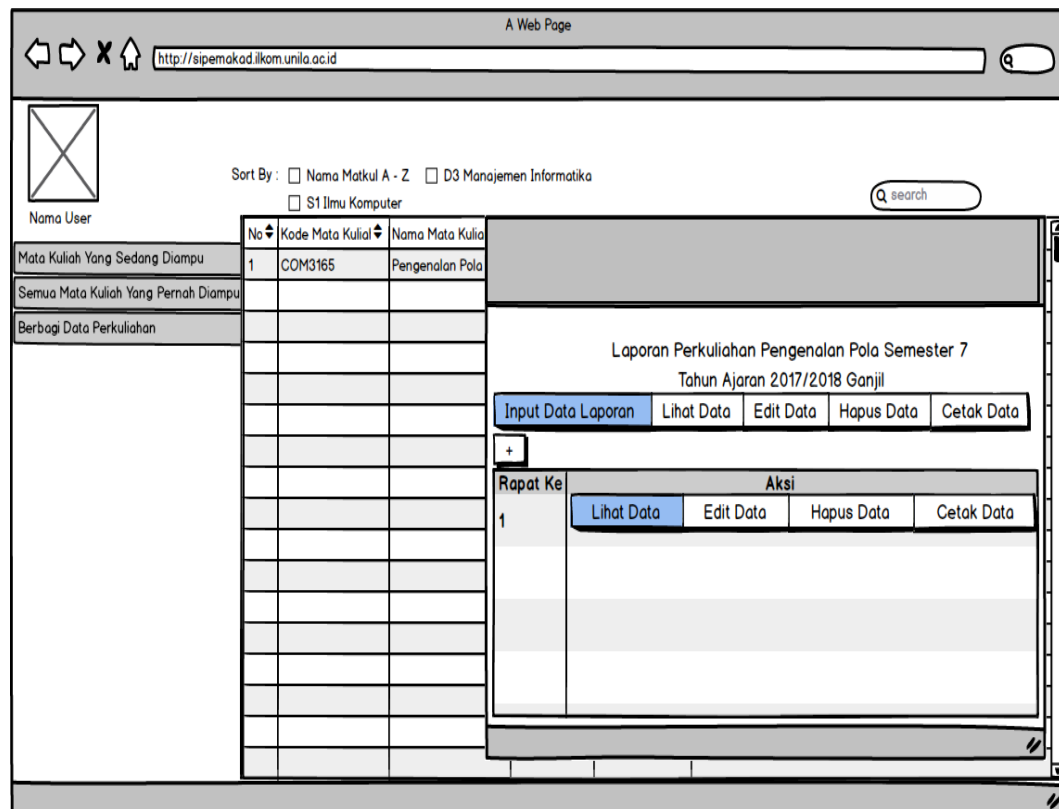 A Web Page
http://sipemakad.ilkom.unila.ac.id
Sort By : Nama Matkul A - Z D3 Manajemen Informatika
S1 Ilmu Komputer
search
Nama User
Mata Kuliah Yang Sedang Diampu
Semua Mata Kuliah Yang Pernah Diampu
Berbagi Data Perkuliahan
No Kode Mata Kulial Nama Mata Kulia
1 COM3165 Pengenalan Pola
Laporan Perkuliahan Pengenalan Pola Semester 7
Tahun Ajaran 2017/2018 Ganjil
Input Data Laporan Lihat Data Edit Data Hapus Data Cetak Data
+
Rapat Ke Aksi
1 Lihat Data Edit Data Hapus Data Cetak Data